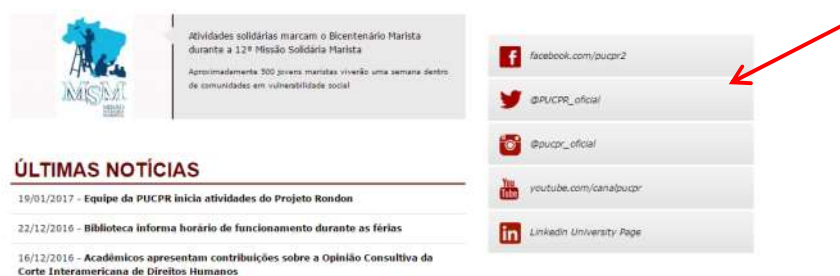 Atividades solidárias marcam o Bicentenário Marista
durante a 12ª Missão Solidária Marista
Aproximadamente 500 jovens maristas viverão uma semana dentro
de comunidades em vulnerabilidade social
MSM
MISSÃO
SOLIDÁRIA
MARISTA
ÚLTIMAS NOTÍCIAS
19/01/2017 - Equipe da PUCPR inicia atividades do Projeto Rondon
22/12/2016 - Biblioteca informa horário de funcionamento durante as férias
16/12/2016 - Acadêmicos apresentam contribuições sobre a Opinião Consultiva da
Corte Interamericana de Direitos Humanos
facebook.com/pucpr2
@PUCPR_oficial
@pucpr_oficial
You
Tube
youtube.com/canalpucpr
in
Linkedin University Page